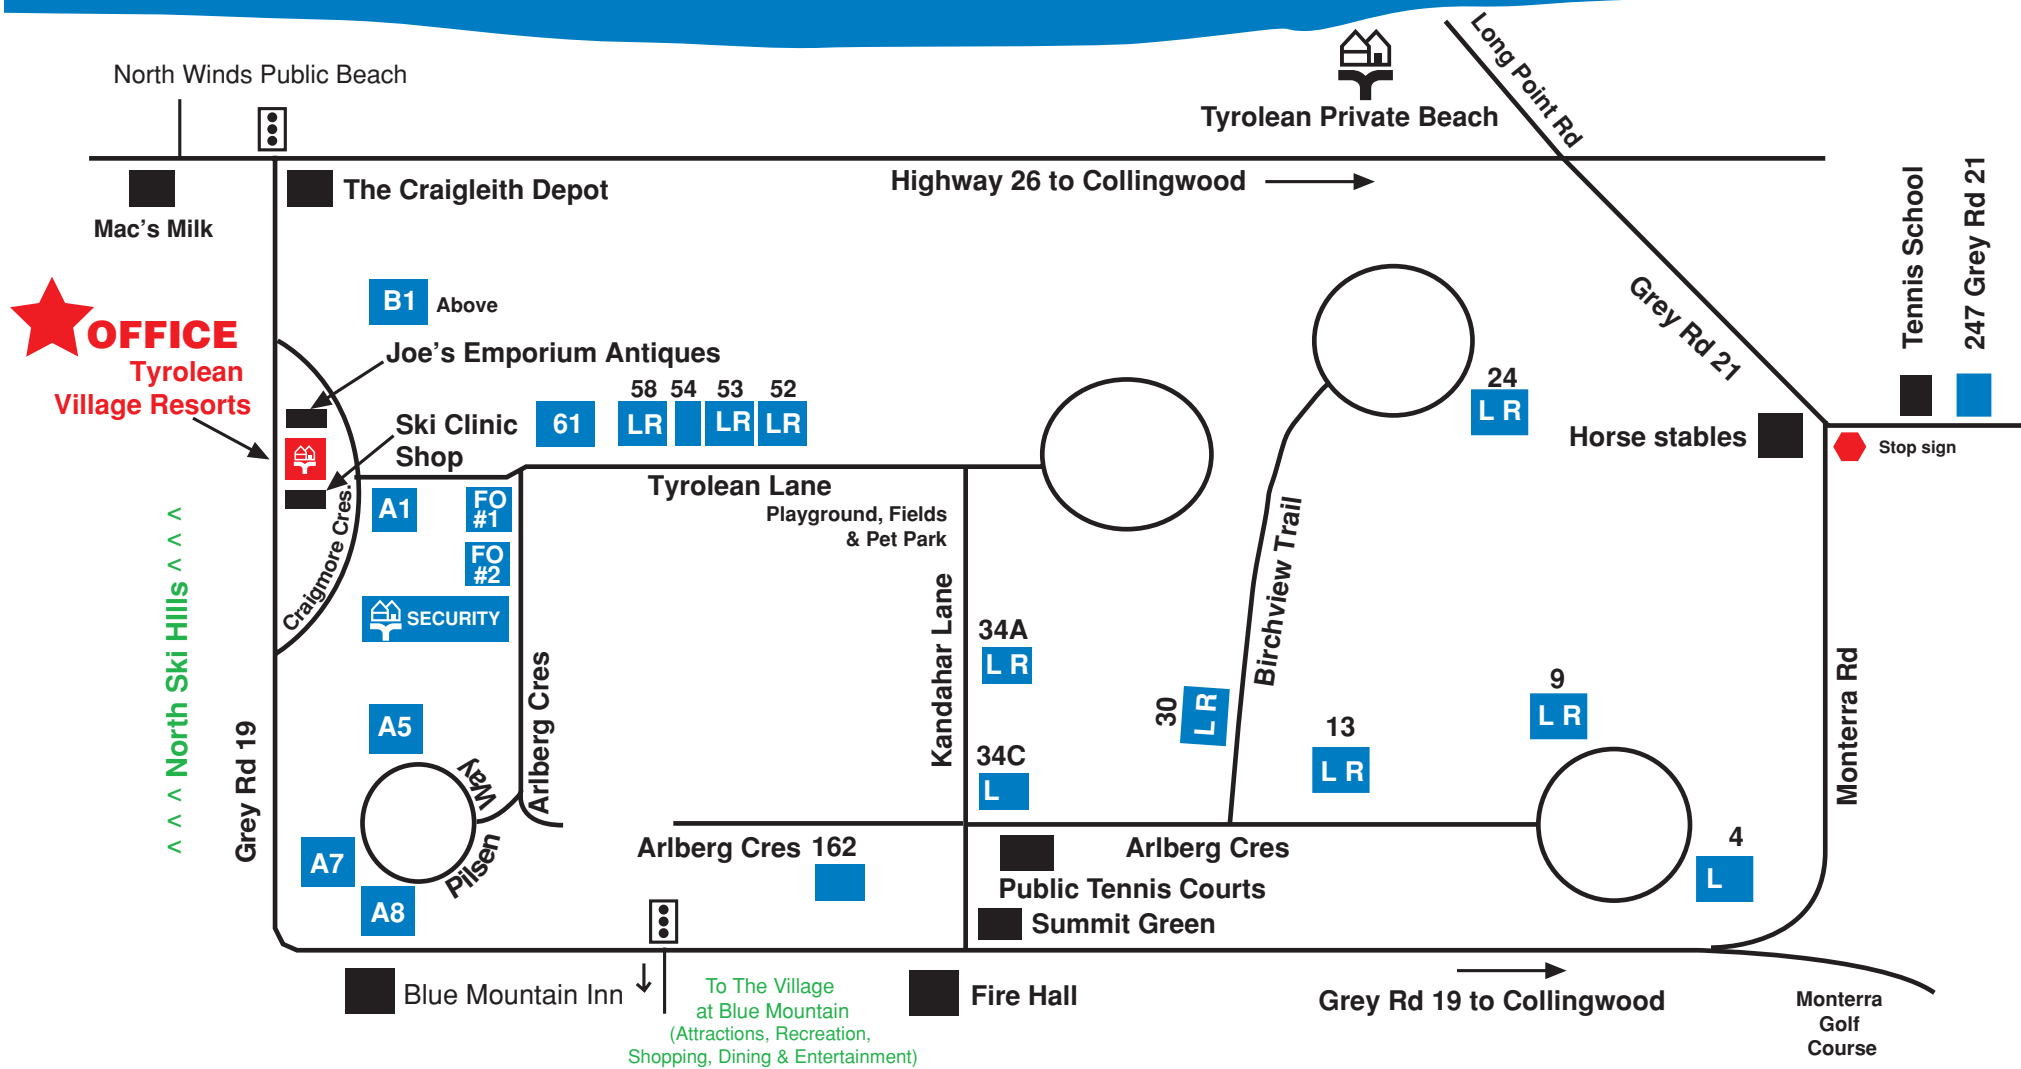 North Winds Public Beach
Tyrolean Private Beach
Long Point Rd
The Craigleith Depot
Highway 26 to Collingwood
Mac's Milk
Tennis School
247 Grey Rd 21
Grey Rd 21
B1 Above
OFFICE
Tyrolean
Village Resorts
Joe's Emporium Antiques
58 54 53 52
61 LR LR LR
24
L R
Ski Clinic
Shop
Horse stables
Stop sign
Tyrolean Lane
Playground, Fields
& Pet Park
A1
FO
#1
FO
#2
Craigmore Cres.
SECURITY
< < < < North Ski HIlls < < < <
Grey Rd 19
Arlberg Cres
Kandahar Lane
Birchview Trail
Monterra Rd
34A
L R
34C
L
30
L R
13
L R
9
L R
4
L
A5
Pilsen Way
A7
A8
Arlberg Cres 162
Arlberg Cres
Public Tennis Courts
Summit Green
Blue Mountain Inn
To The Village
at Blue Mountain
(Attractions, Recreation,
Shopping, Dining & Entertainment)
Fire Hall
Grey Rd 19 to Collingwood
Monterra
Golf
Course